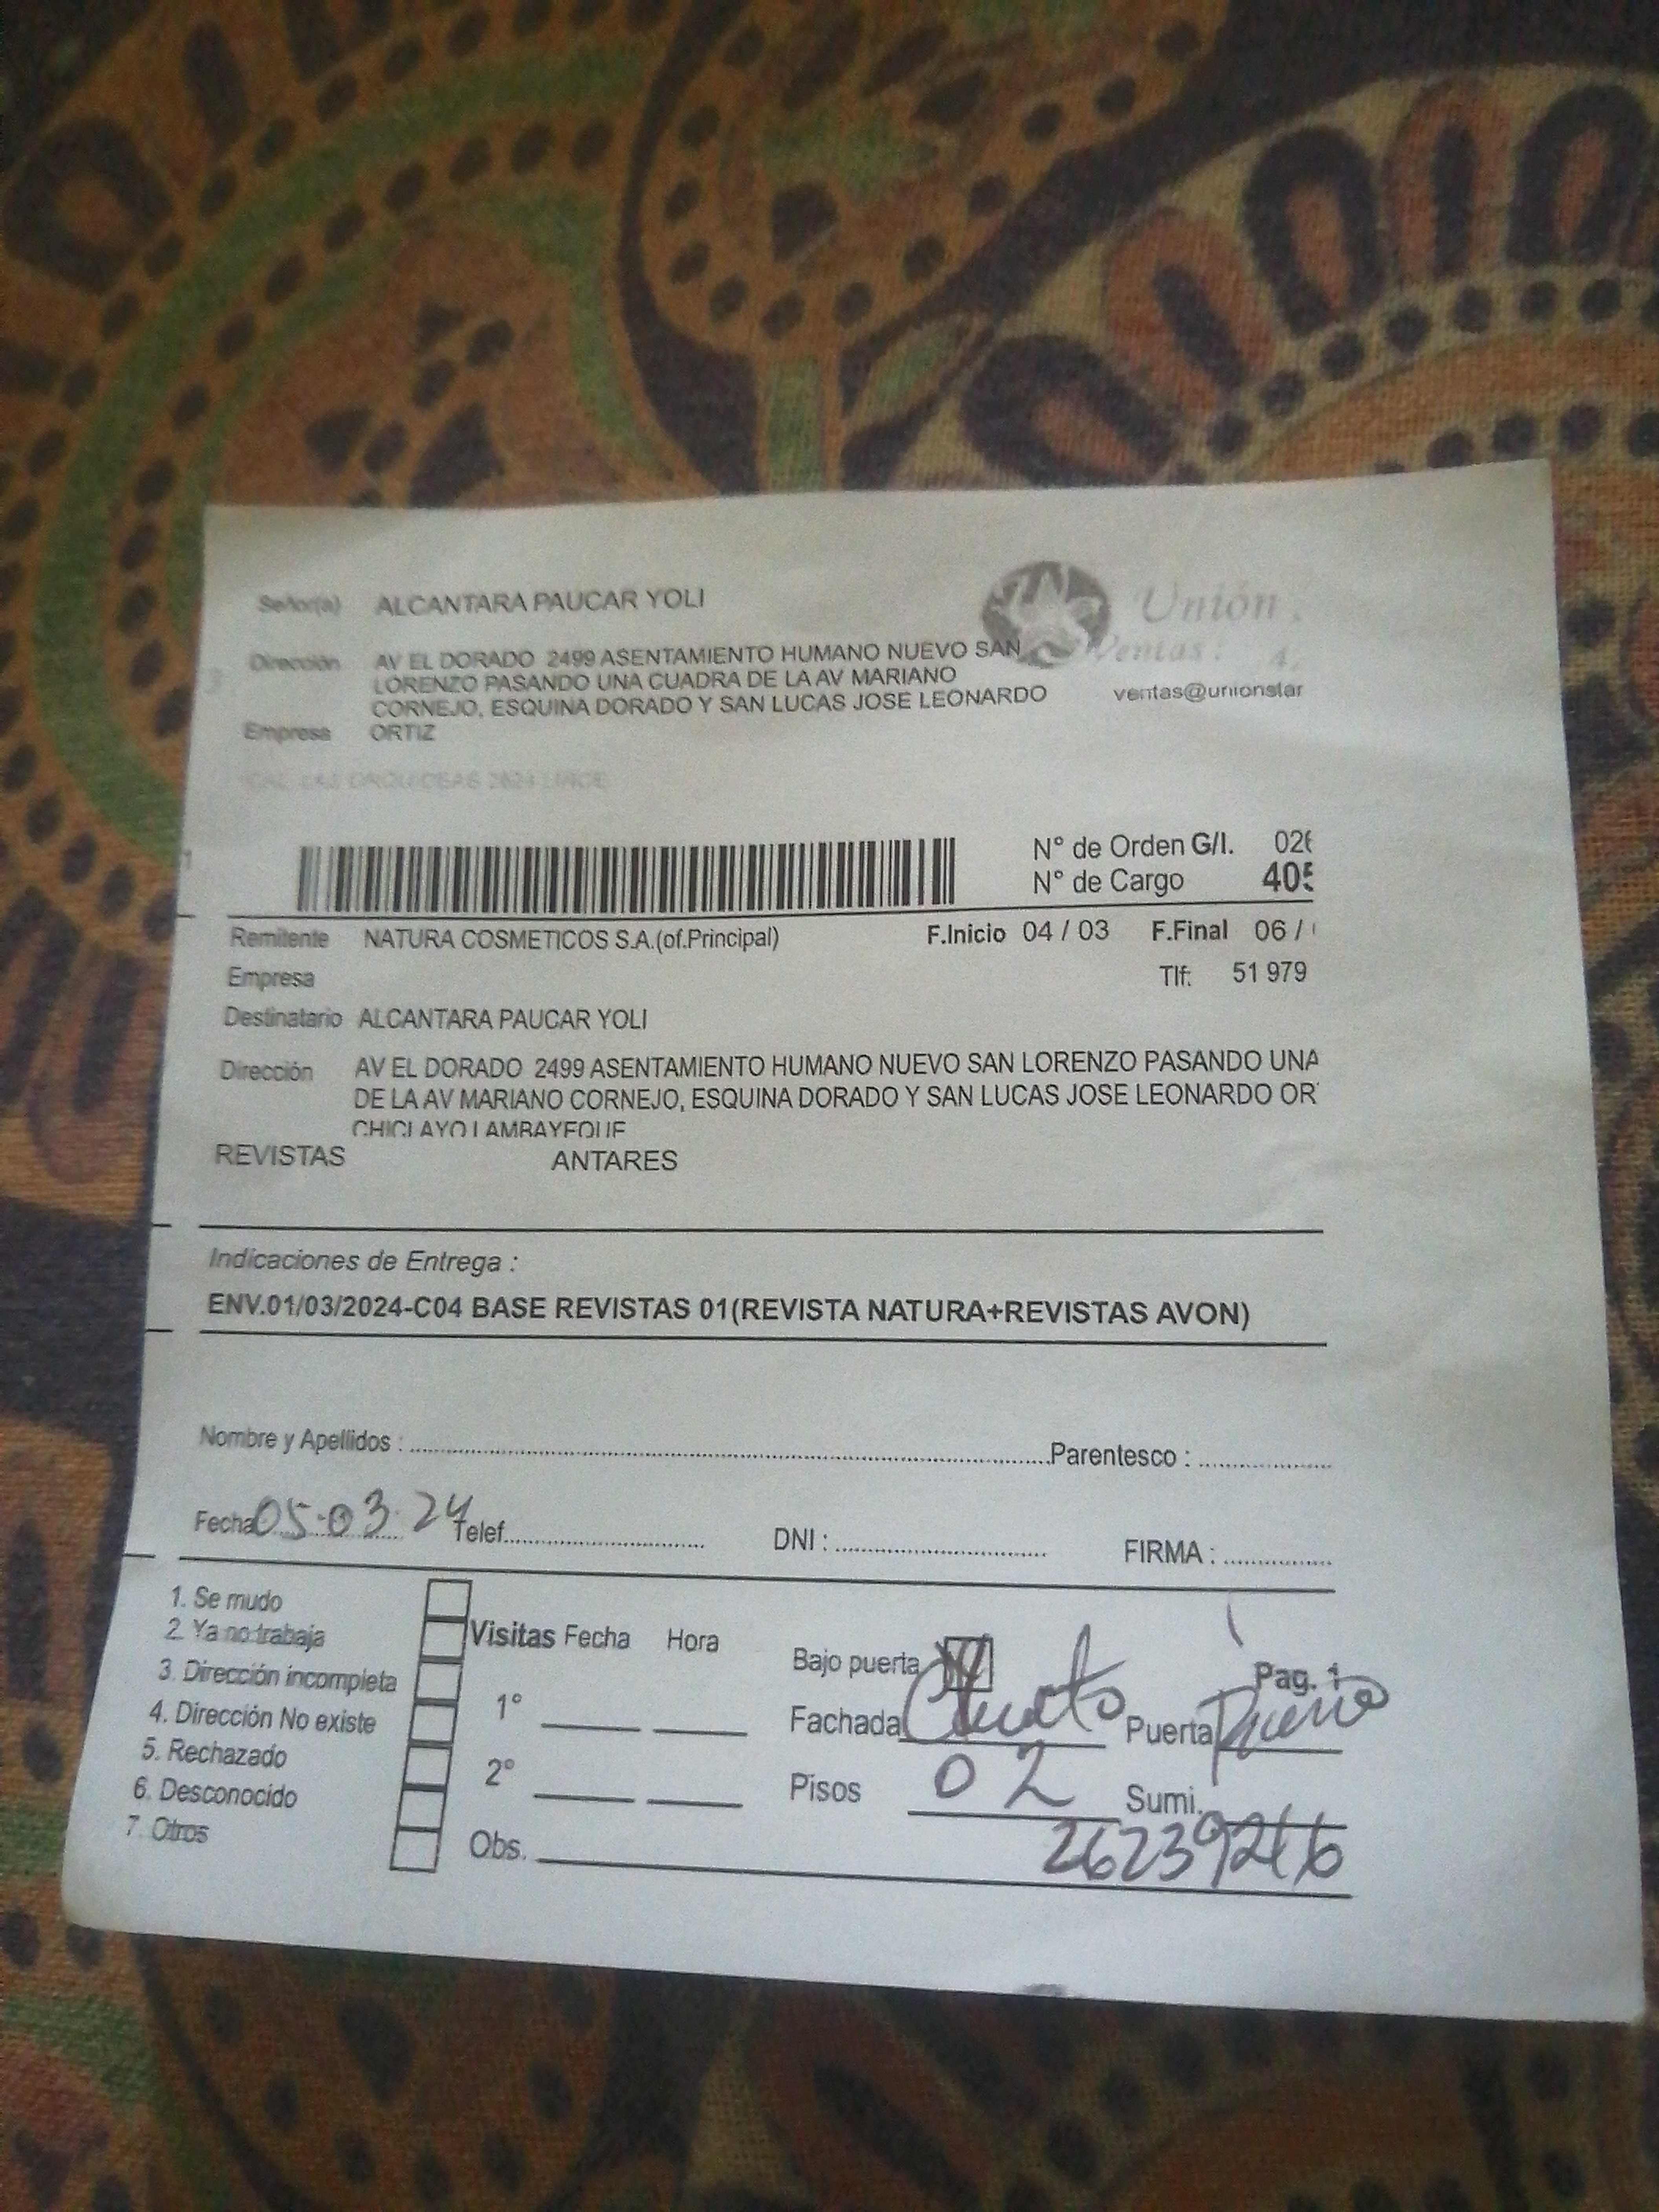 Señor(a) ALCANTARA PAUCAR YOLI
Unión
Ventas:
Dirección AV EL DORADO 2499 ASENTAMIENTO HUMANO NUEVO SAN
LORENZO PASANDO UNA CUADRA DE LA AV MARIANO
CORNEJO, ESQUINA DORADO Y SAN LUCAS JOSE LEONARDO
ventas@unionstar
Empresa ORTIZ
N° de Orden G/I. 026
N° de Cargo 405
Remitente NATURA COSMETICOS S.A.(of.Principal) F.Inicio 04 / 03 F.Final 06 /
Empresa Tlf: 51 979
Destinatario ALCANTARA PAUCAR YOLI
Dirección AV EL DORADO 2499 ASENTAMIENTO HUMANO NUEVO SAN LORENZO PASANDO UNA
DE LA AV MARIANO CORNEJO, ESQUINA DORADO Y SAN LUCAS JOSE LEONARDO OR
CHICLAYO LAMBAYEQUE
REVISTAS ANTARES
Indicaciones de Entrega :
ENV.01/03/2024-C04 BASE REVISTAS 01(REVISTA NATURA+REVISTAS AVON)
Nombre y Apellidos : Parentesco :
Fecha 05.03.24 Telef. DNI : FIRMA :
1. Se mudo
2. Ya no trabaja
3. Dirección incompleta
4. Dirección No existe
5. Rechazado
6. Desconocido
7. Otros
Visitas Fecha Hora
1°
2°
Obs.
Bajo puerta
Pag. 1
Fachada Puerta
Pisos 02 Sumi.